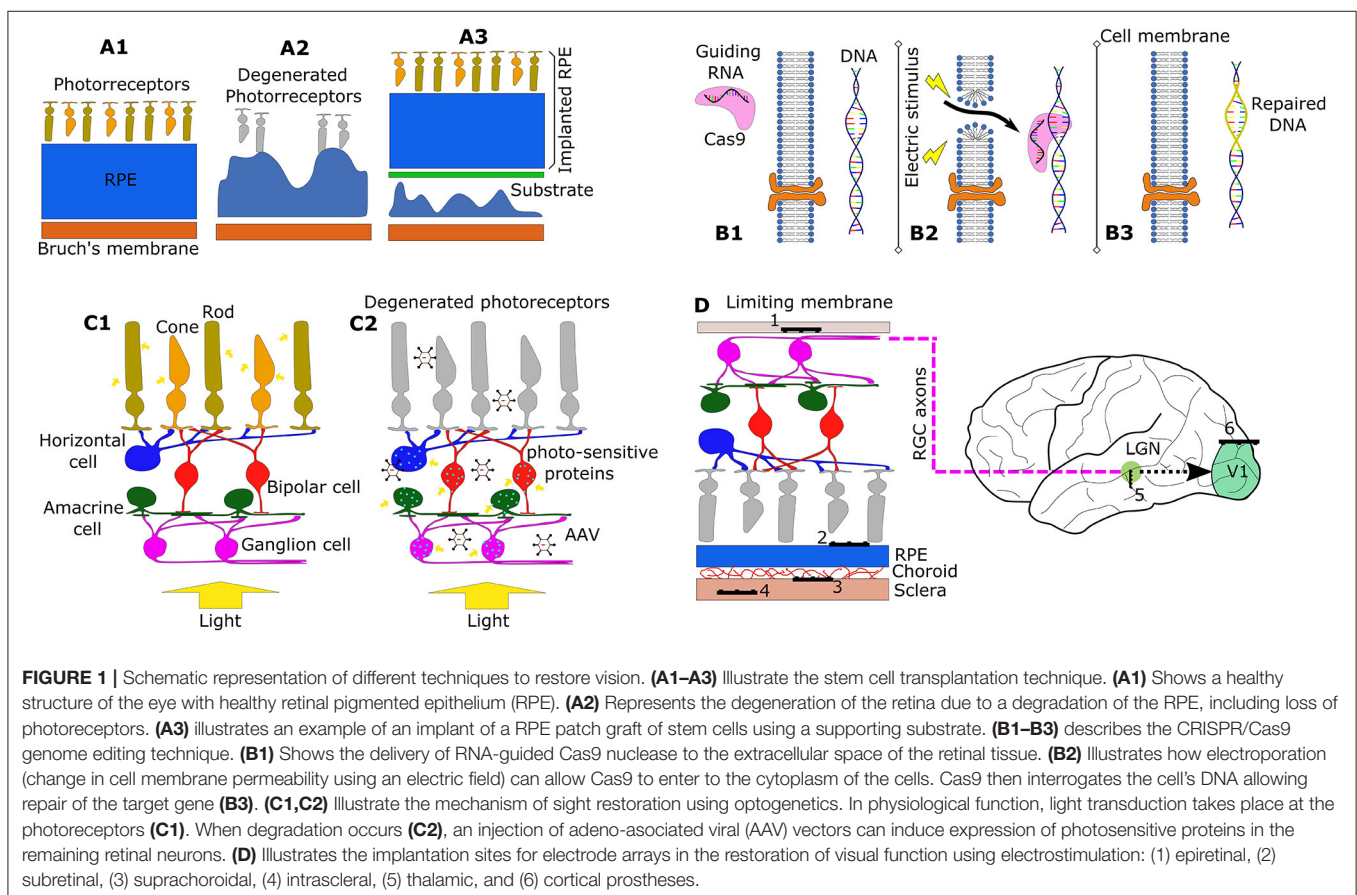 A1
Photorreceptors
RPE
Bruch's membrane
A2
Degenerated
Photoreceptors
A3
Implanted RPE
Substrate
Guiding
RNA
Cas9
DNA
B1
Electric stimulus
B2
Cell membrane
Repaired
DNA
B3
C1
Rod
Cone
Horizontal
cell
Bipolar cell
Amacrine
cell
Ganglion cell
Light
C2
Degenerated photoreceptors
photo-sensitive
proteins
AAV
Light
D
Limiting membrane
1
2
RPE
Choroid
3
Sclera
4
RGC axons
LGN
5
6
V1
FIGURE 1 | Schematic representation of different techniques to restore vision. (A1–A3) Illustrate the stem cell transplantation technique. (A1) Shows a healthy
structure of the eye with healthy retinal pigmented epithelium (RPE). (A2) Represents the degeneration of the retina due to a degradation of the RPE, including loss of
photoreceptors. (A3) illustrates an example of an implant of a RPE patch graft of stem cells using a supporting substrate. (B1–B3) describes the CRISPR/Cas9
genome editing technique. (B1) Shows the delivery of RNA-guided Cas9 nuclease to the extracellular space of the retinal tissue. (B2) Illustrates how electroporation
(change in cell membrane permeability using an electric field) can allow Cas9 to enter to the cytoplasm of the cells. Cas9 then interrogates the cell's DNA allowing
repair of the target gene (B3). (C1,C2) Illustrate the mechanism of sight restoration using optogenetics. In physiological function, light transduction takes place at the
photoreceptors (C1). When degradation occurs (C2), an injection of adeno-asociated viral (AAV) vectors can induce expression of photosensitive proteins in the
remaining retinal neurons. (D) Illustrates the implantation sites for electrode arrays in the restoration of visual function using electrostimulation: (1) epiretinal, (2)
subretinal, (3) suprachoroidal, (4) intrascleral, (5) thalamic, and (6) cortical prostheses.